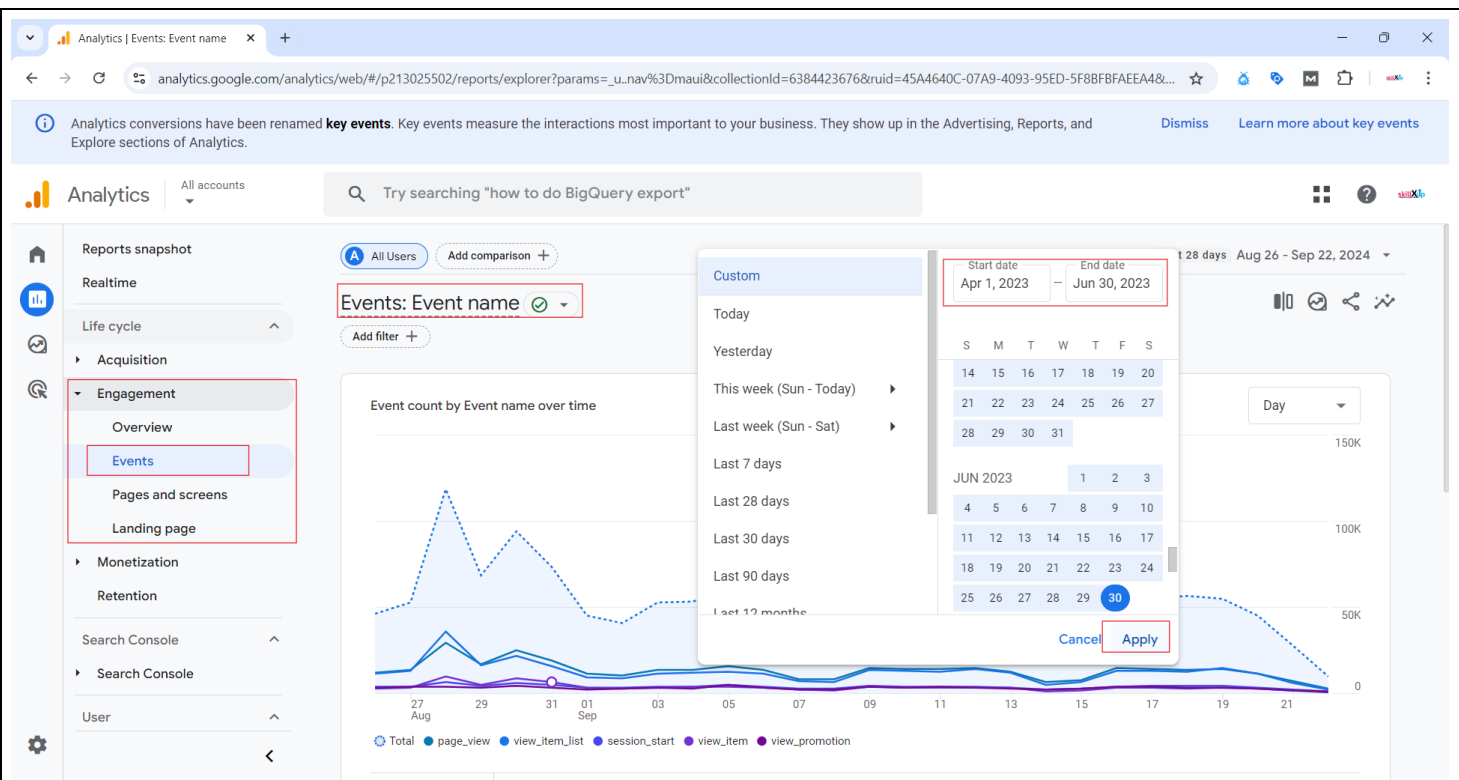 Analytics | Events: Event name
analytics.google.com/analytics/web/#/p213025502/reports/explorer?params=_u..nav%3Dmaui&collectionId=6384423676&ruid=45A4640C-07A9-4093-95ED-5F8BFBFAEEA4&...
Analytics conversions have been renamed key events. Key events measure the interactions most important to your business. They show up in the Advertising, Reports, and
Explore sections of Analytics.
Dismiss
Learn more about key events
Analytics
All accounts
Try searching "how to do BigQuery export"
skillXUp
Reports snapshot
Realtime
Life cycle
Acquisition
Engagement
Overview
Events
Pages and screens
Landing page
Monetization
Retention
Search Console
Search Console
User
A All Users
Add comparison +
t 28 days Aug 26 - Sep 22, 2024
Events: Event name
Add filter +
Event count by Event name over time
Day
Custom
Today
Yesterday
This week (Sun - Today)
Last week (Sun - Sat)
Last 7 days
Last 28 days
Last 30 days
Last 90 days
Last 12 months
Start date End date
Apr 1, 2023 – Jun 30, 2023
S M T W T F S
14 15 16 17 18 19 20
21 22 23 24 25 26 27
28 29 30 31
JUN 2023 1 2 3
4 5 6 7 8 9 10
11 12 13 14 15 16 17
18 19 20 21 22 23 24
25 26 27 28 29 30
Cancel Apply
150K
100K
50K
0
27 29 31 01 03 05 07 09 11 13 15 17 19 21
Aug Sep
Total page_view view_item_list session_start view_item view_promotion